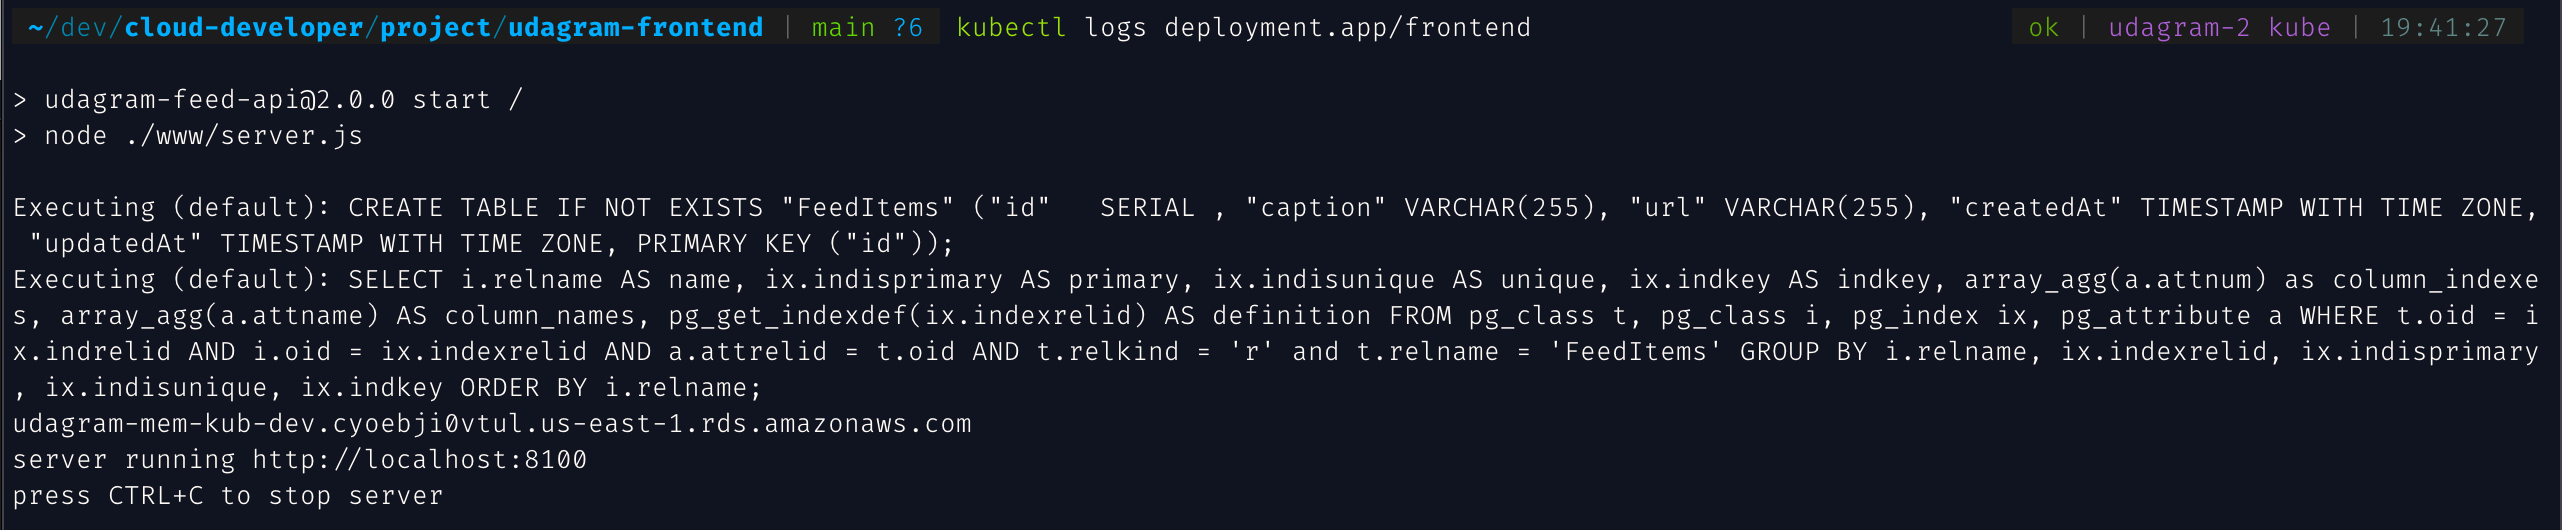 ~/dev/cloud-developer/project/udagram-frontend | main ?6 kubectl logs deployment.app/frontend ok | udagram-2 kube | 19:41:27
> udagram-feed-api@2.0.0 start /
> node ./www/server.js
Executing (default): CREATE TABLE IF NOT EXISTS "FeedItems" ("id"   SERIAL , "caption" VARCHAR(255), "url" VARCHAR(255), "createdAt" TIMESTAMP WITH TIME ZONE,
 "updatedAt" TIMESTAMP WITH TIME ZONE, PRIMARY KEY ("id"));
Executing (default): SELECT i.relname AS name, ix.indisprimary AS primary, ix.indisunique AS unique, ix.indkey AS indkey, array_agg(a.attnum) as column_indexe
s, array_agg(a.attname) AS column_names, pg_get_indexdef(ix.indexrelid) AS definition FROM pg_class t, pg_class i, pg_index ix, pg_attribute a WHERE t.oid = i
x.indrelid AND i.oid = ix.indexrelid AND a.attrelid = t.oid AND t.relkind = 'r' and t.relname = 'FeedItems' GROUP BY i.relname, ix.indexrelid, ix.indisprimary
, ix.indisunique, ix.indkey ORDER BY i.relname;
udagram-mem-kub-dev.cyoebji0vtul.us-east-1.rds.amazonaws.com
server running http://localhost:8100
press CTRL+C to stop server